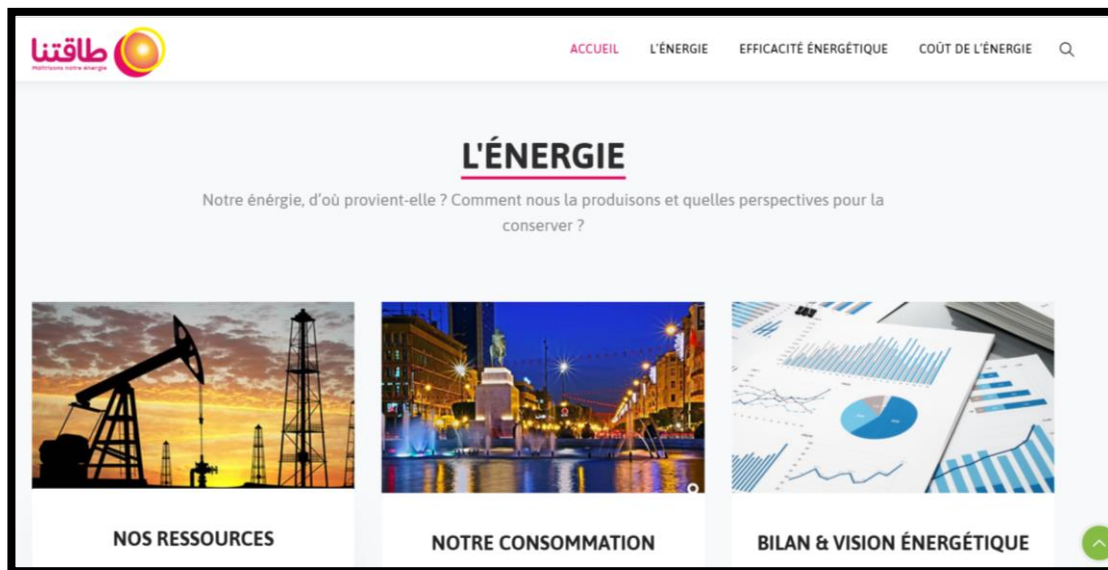 طاقتنا
Maîtrisons notre énergie
ACCUEIL
L'ÉNERGIE
EFFICACITÉ ÉNERGÉTIQUE
COÛT DE L'ÉNERGIE
L'ÉNERGIE
Notre énérgie, d'où provient-elle ? Comment nous la produisons et quelles perspectives pour la
conserver ?
NOS RESSOURCES
NOTRE CONSOMMATION
BILAN & VISION ÉNERGÉTIQUE